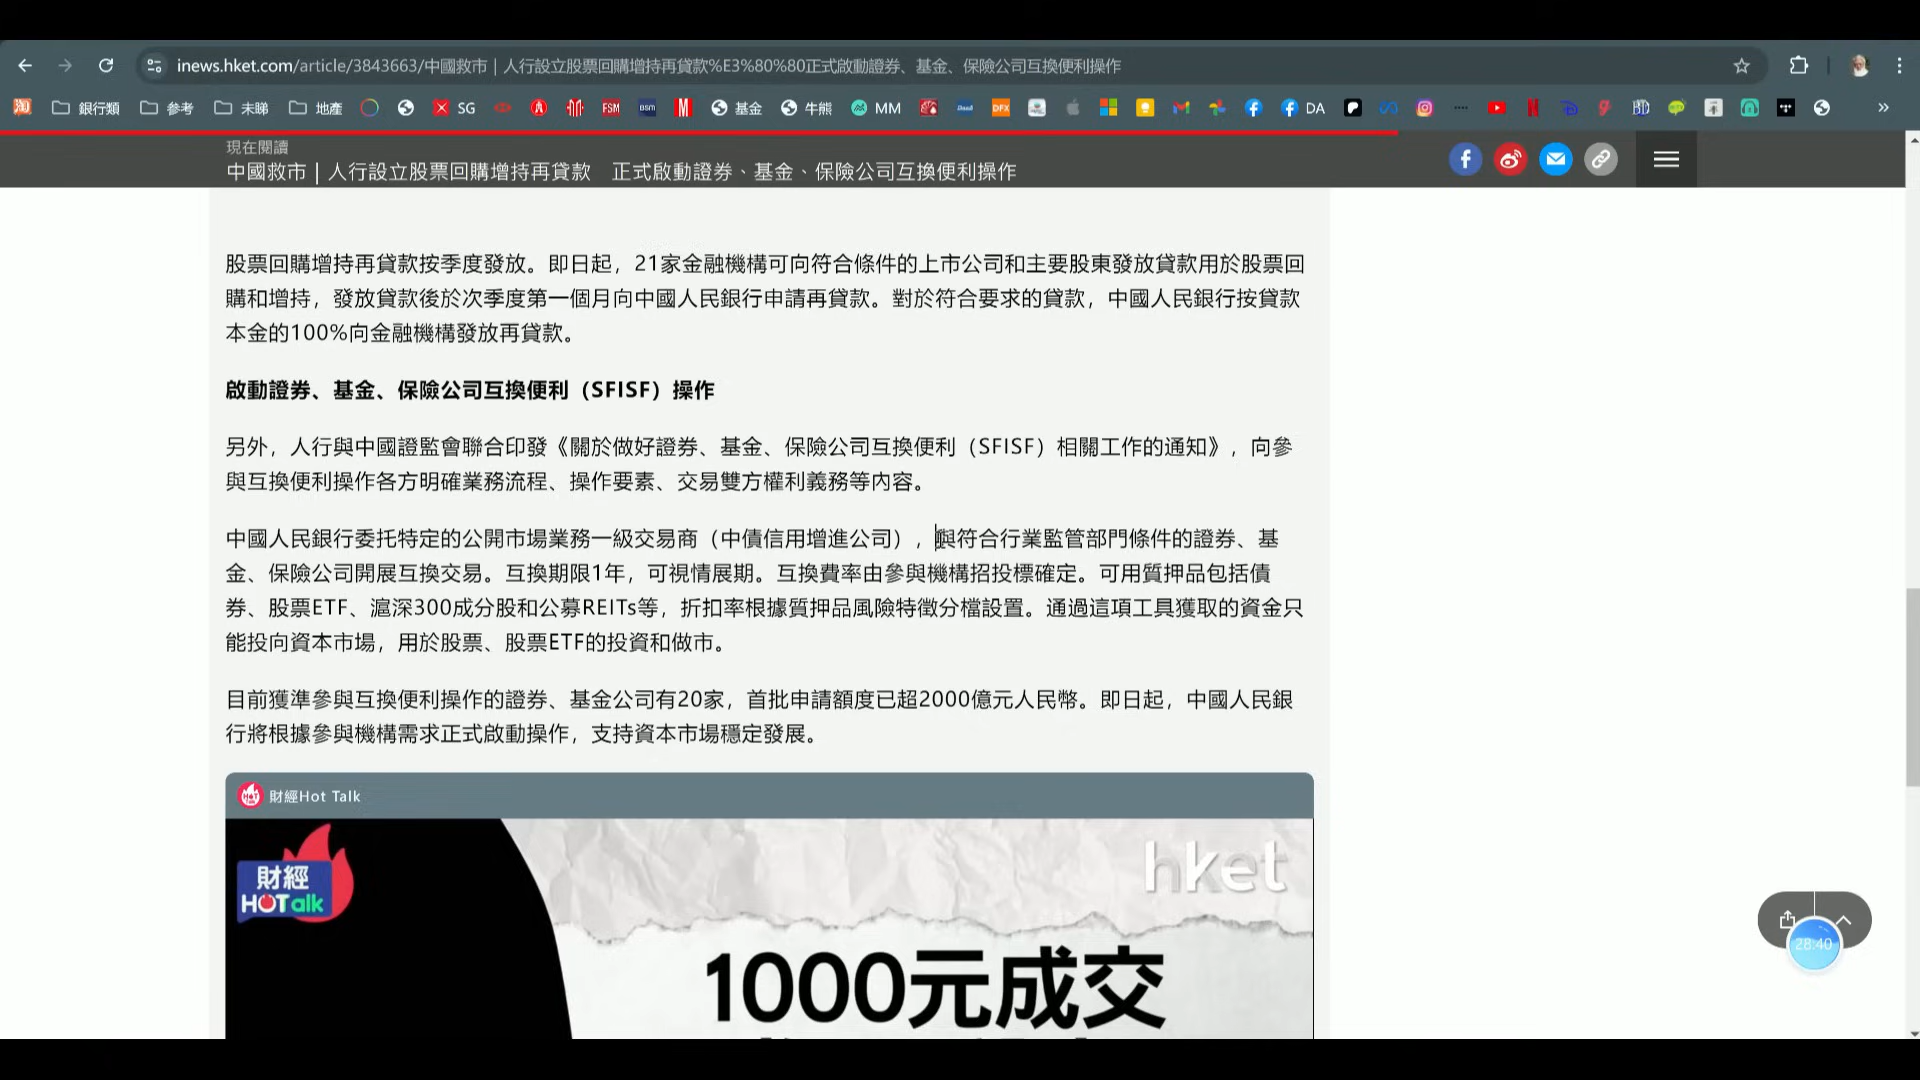 inews.hket.com/article/3843663/中國救市｜人行設立股票回購增持再貸款%E3%80%80正式啟動證券、基金、保險公司互換便利操作
銀行類 參考 未睇 地產 SG FSM 基金 牛熊 MM DFX DA
現在閱讀
中國救市｜人行設立股票回購增持再貸款　正式啟動證券、基金、保險公司互換便利操作
股票回購增持再貸款按季度發放。即日起，21家金融機構可向符合條件的上市公司和主要股東發放貸款用於股票回
購和增持，發放貸款後於次季度第一個月向中國人民銀行申請再貸款。對於符合要求的貸款，中國人民銀行按貸款
本金的100%向金融機構發放再貸款。
啟動證券、基金、保險公司互換便利（SFISF）操作
另外，人行與中國證監會聯合印發《關於做好證券、基金、保險公司互換便利（SFISF）相關工作的通知》，向參
與互換便利操作各方明確業務流程、操作要素、交易雙方權利義務等內容。
中國人民銀行委托特定的公開市場業務一級交易商（中債信用增進公司），與符合行業監管部門條件的證券、基
金、保險公司開展互換交易。互換期限1年，可視情展期。互換費率由參與機構招投標確定。可用質押品包括債
券、股票ETF、滬深300成分股和公募REITs等，折扣率根據質押品風險特徵分檔設置。通過這項工具獲取的資金只
能投向資本市場，用於股票、股票ETF的投資和做市。
目前獲準參與互換便利操作的證券、基金公司有20家，首批申請額度已超2000億元人民幣。即日起，中國人民銀
行將根據參與機構需求正式啟動操作，支持資本市場穩定發展。
財經Hot Talk
財經
HOTalk
hket
1000元成交
28:40